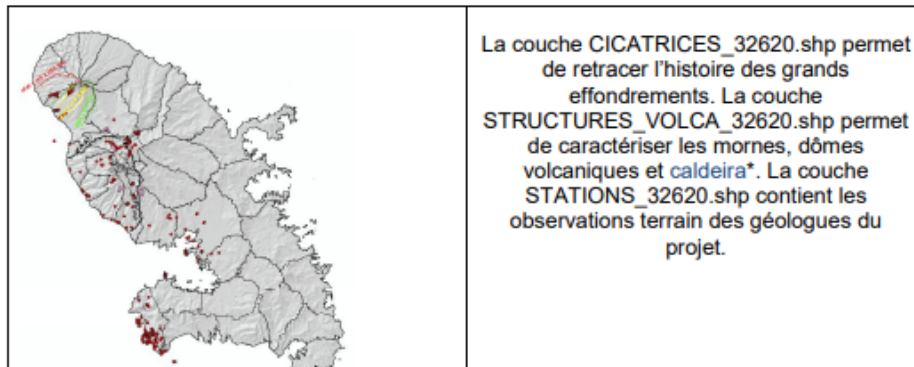 La couche CICATRICES_32620.shp permet
de retracer l'histoire des grands
effondrements. La couche
STRUCTURES_VOLCA_32620.shp permet
de caractériser les mornes, dômes
volcaniques et caldeira*. La couche
STATIONS_32620.shp contient les
observations terrain des géologues du
projet.